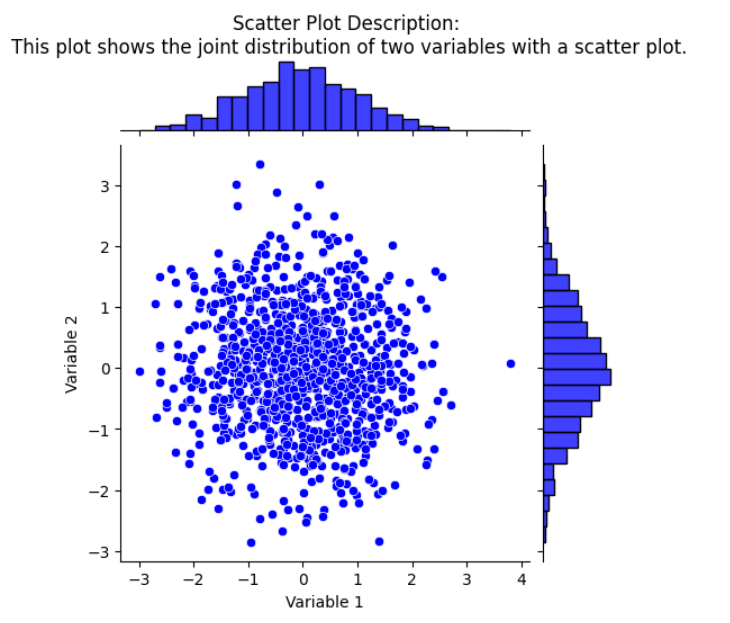 Scatter Plot Description:
This plot shows the joint distribution of two variables with a scatter plot.
3
2
1
0
−1
−2
−3
Variable 2
−3 −2 −1 0 1 2 3 4
Variable 1